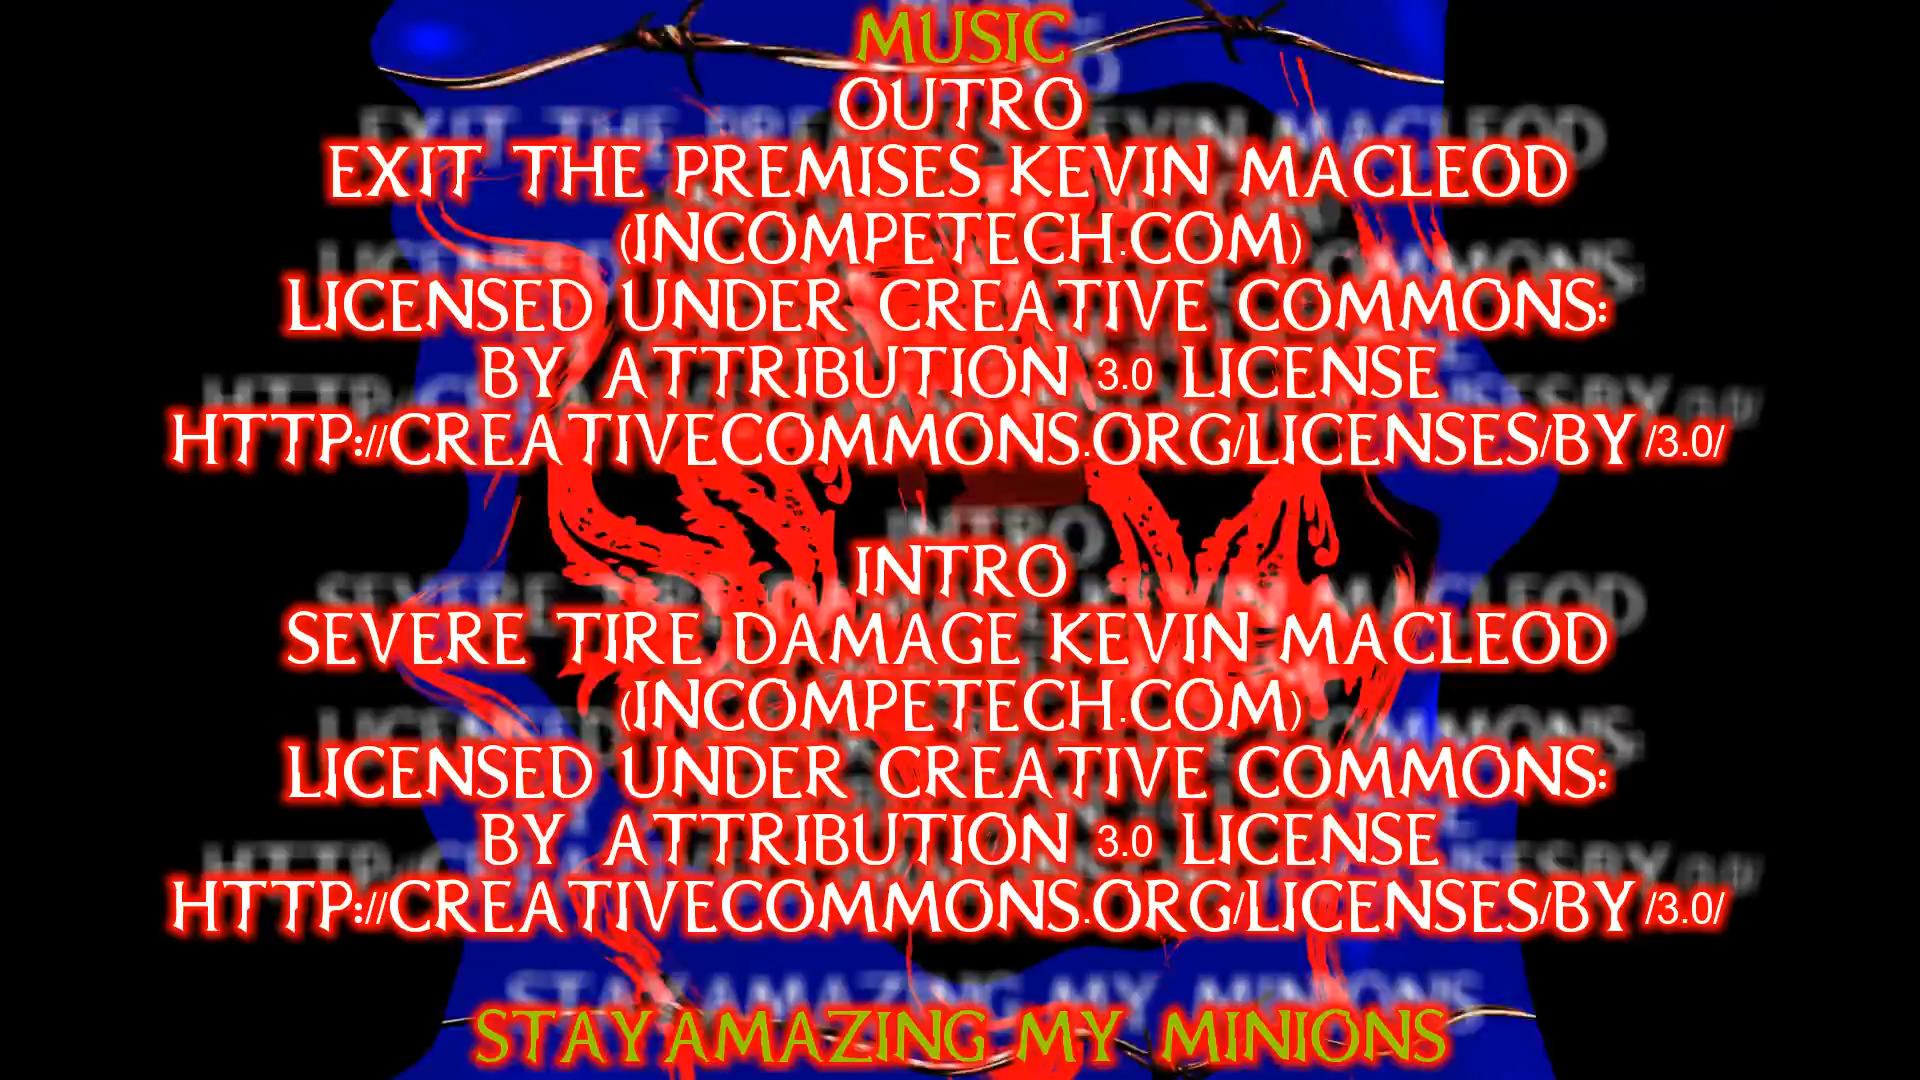 MUSIC
OUTRO
EXIT THE PREMISES KEVIN MACLEOD
(INCOMPETECH.COM)
LICENSED UNDER CREATIVE COMMONS:
BY ATTRIBUTION 3.0 LICENSE
HTTP://CREATIVECOMMONS.ORG/LICENSES/BY/3.0/
INTRO
SEVERE TIRE DAMAGE KEVIN MACLEOD
(INCOMPETECH.COM)
LICENSED UNDER CREATIVE COMMONS:
BY ATTRIBUTION 3.0 LICENSE
HTTP://CREATIVECOMMONS.ORG/LICENSES/BY/3.0/
STAY AMAZING MY MINIONS